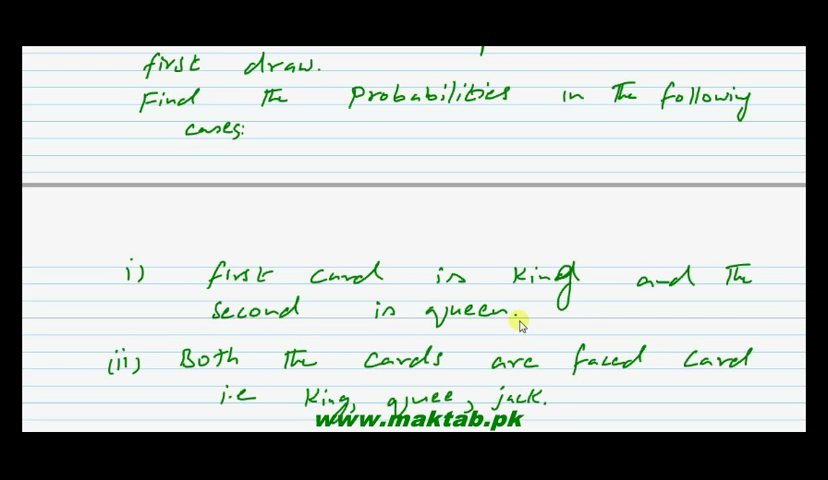 first draw.
Find the Probabilities in the following
cases:
i) first card is King and the
second is queen.
(ii) Both the cards are faced card
i.e King, quee, jack.
www.maktab.pk